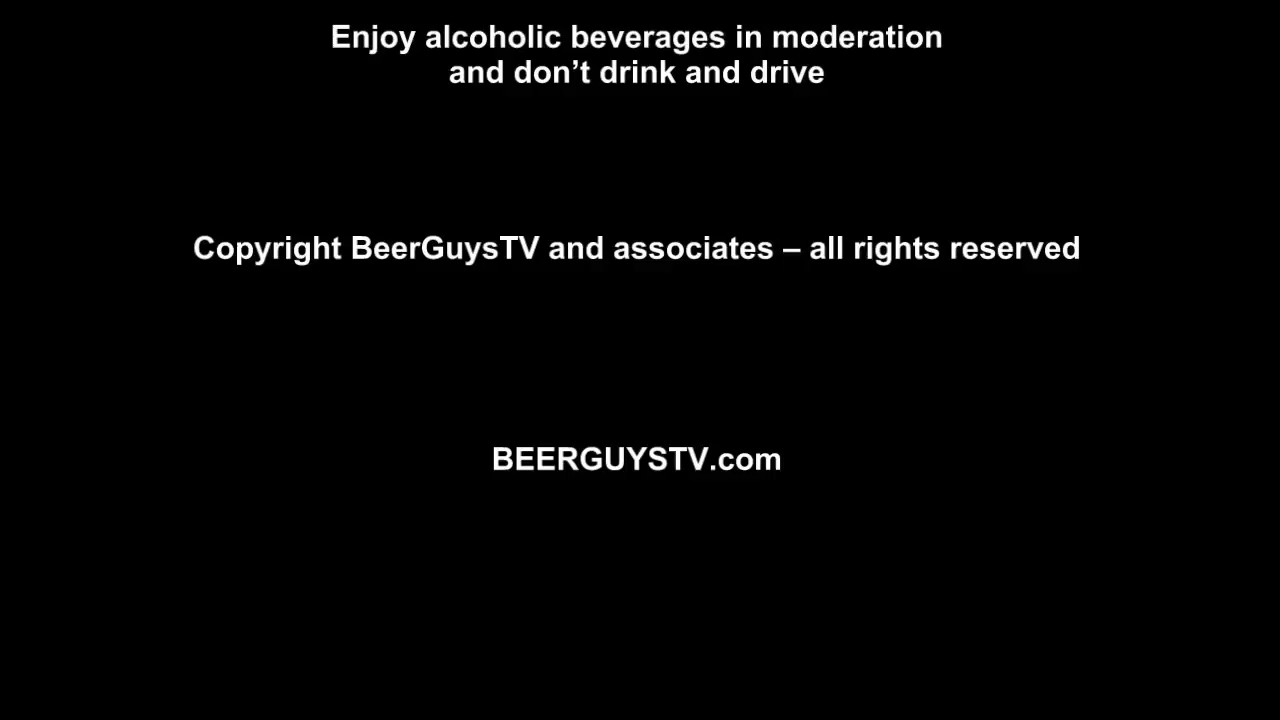 Enjoy alcoholic beverages in moderation
and don’t drink and drive
Copyright BeerGuysTV and associates – all rights reserved
BEERGUYSTV.com